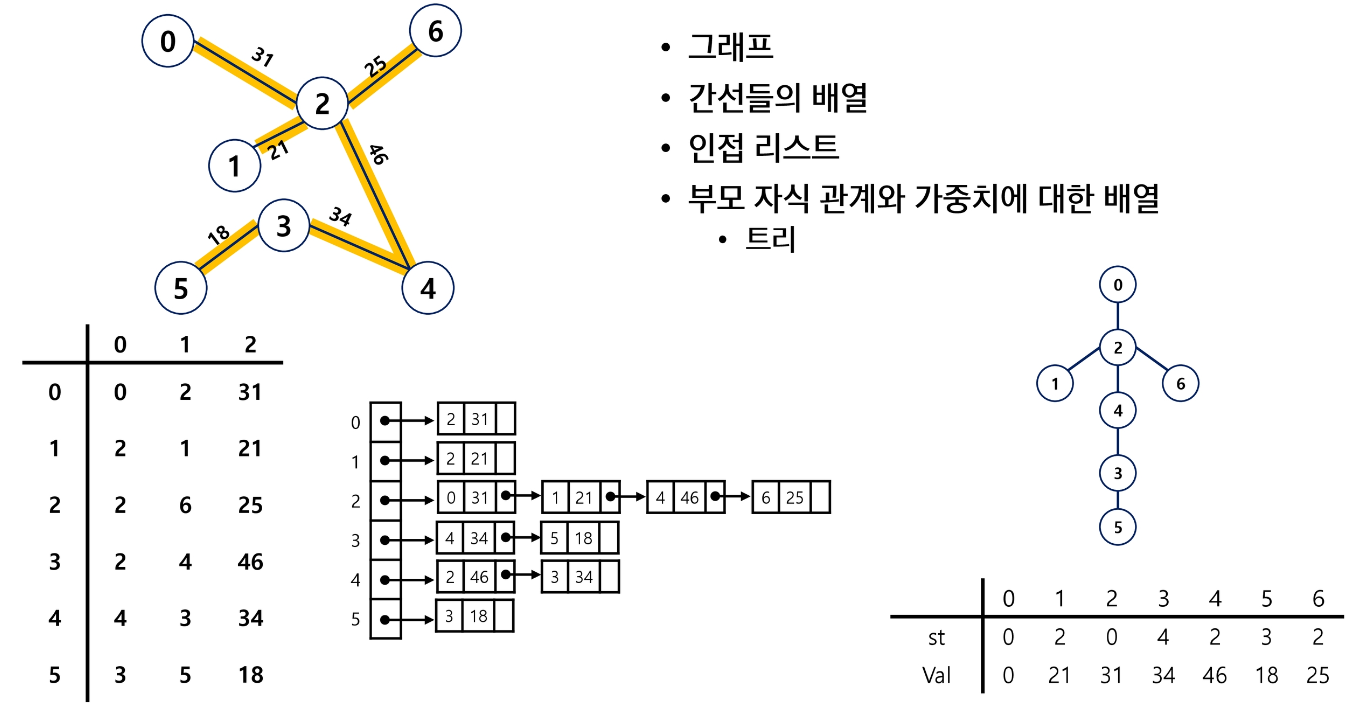 0
6
31
25
2
1
21
46
3
34
18
5
4
• 그래프
• 간선들의 배열
• 인접 리스트
• 부모 자식 관계와 가중치에 대한 배열
• 트리
0 1 2
0 0 2 31
1 2 1 21
2 2 6 25
3 2 4 46
4 4 3 34
5 3 5 18
0 2 31
1 2 21
2 0 31 1 21 4 46 6 25
3 4 34 5 18
4 2 46 3 34
5 3 18
0
2
1 6
4
3
5
0 1 2 3 4 5 6
st 0 2 0 4 2 3 2
Val 0 21 31 34 46 18 25